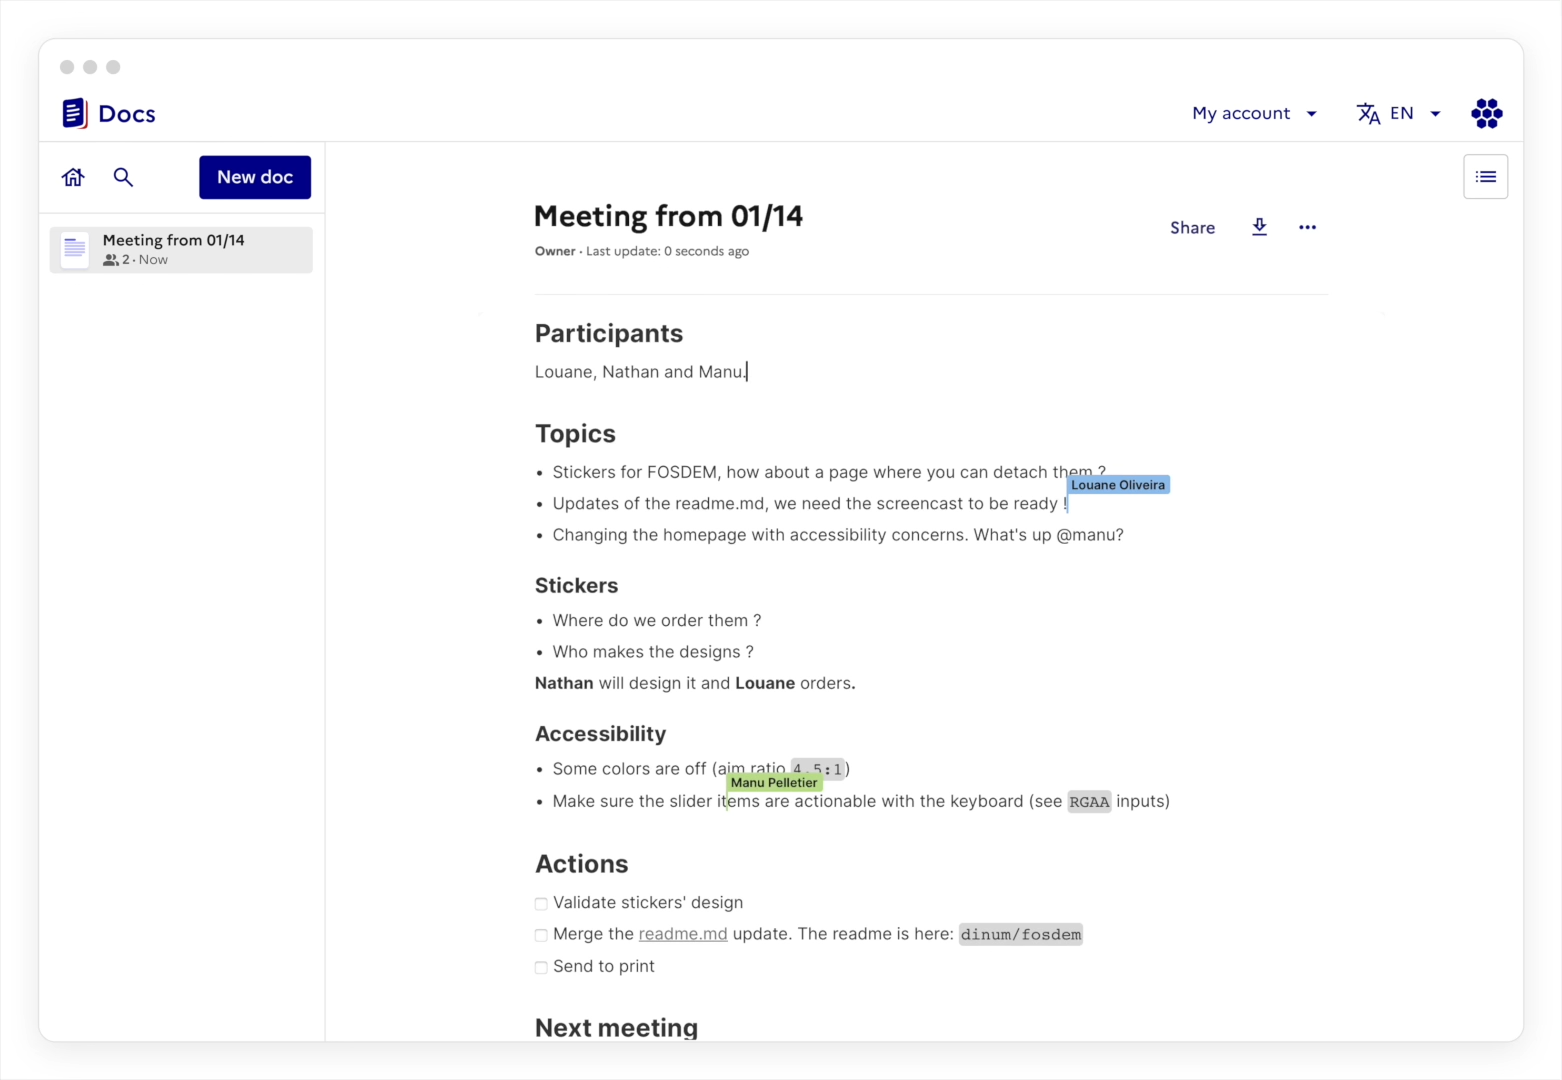 Docs
My account
EN
New doc
Meeting from 01/14
2 · Now
Meeting from 01/14
Owner · Last update: 0 seconds ago
Share
Participants
Louane, Nathan and Manu.
Topics
• Stickers for FOSDEM, how about a page where you can detach them ?
Louane Oliveira
• Updates of the readme.md, we need the screencast to be ready !
• Changing the homepage with accessibility concerns. What's up @manu?
Stickers
• Where do we order them ?
• Who makes the designs ?
Nathan will design it and Louane orders.
Accessibility
• Some colors are off (aim ratio 4.5:1)
Manu Pelletier
• Make sure the slider items are actionable with the keyboard (see RGAA inputs)
Actions
Validate stickers' design
Merge the readme.md update. The readme is here: dinum/fosdem
Send to print
Next meeting